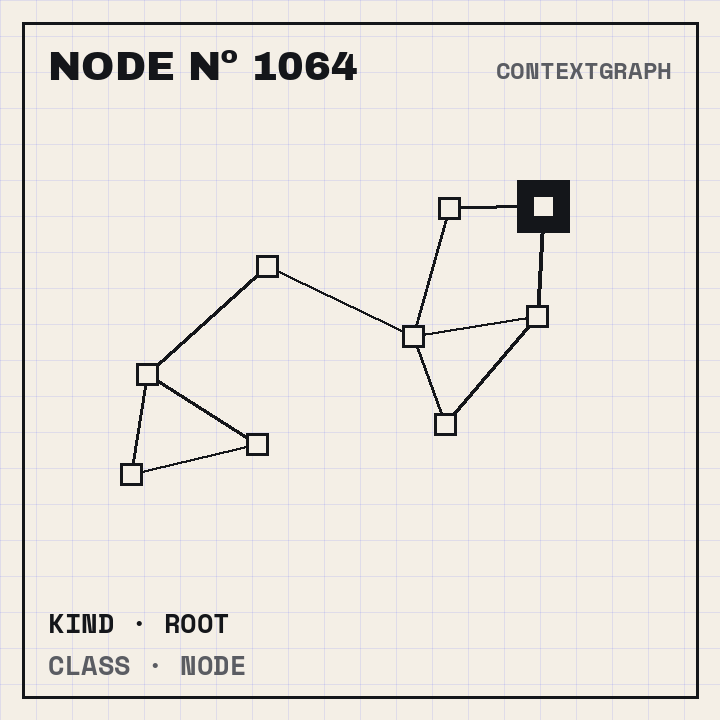 NODE Nº 1064
CONTEXTGRAPH
KIND · ROOT
CLASS · NODE